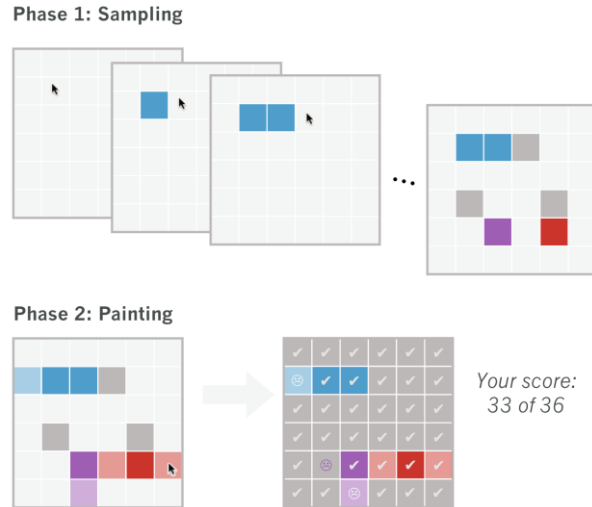 Phase 1: Sampling
...
Phase 2: Painting
Your score:
33 of 36